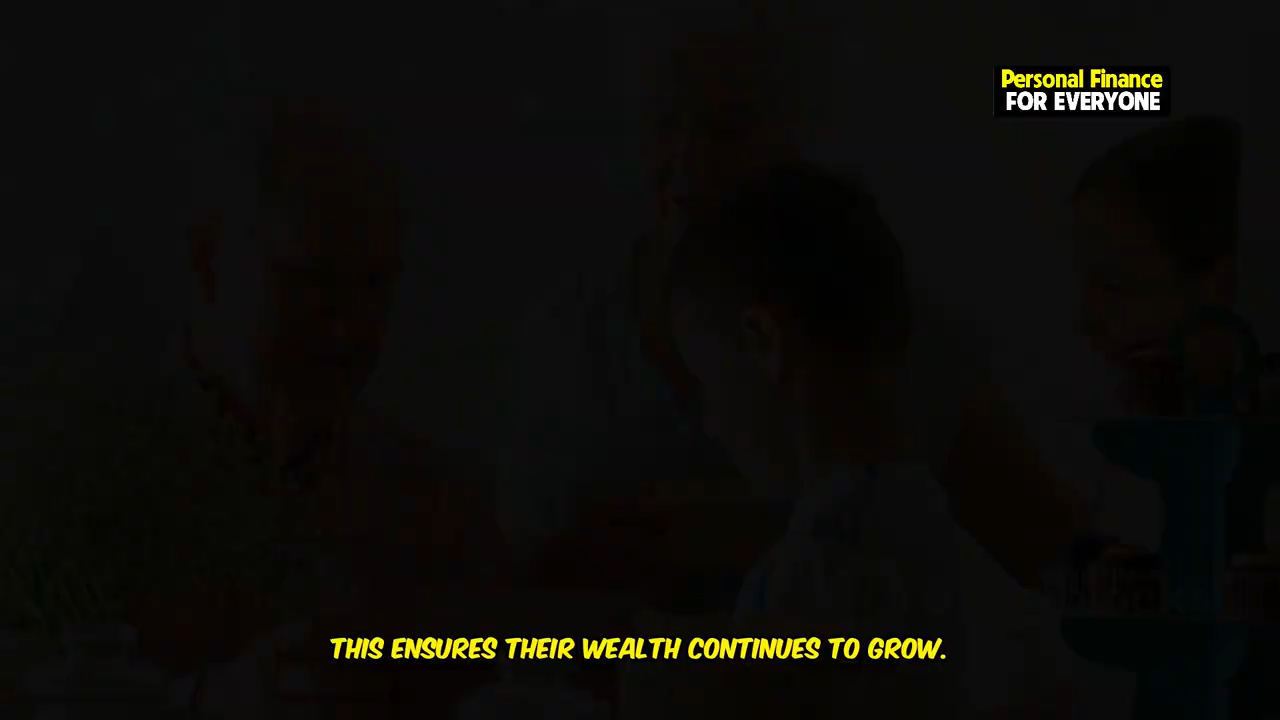 Personal Finance
FOR EVERYONE
THIS ENSURES THEIR WEALTH CONTINUES TO GROW.